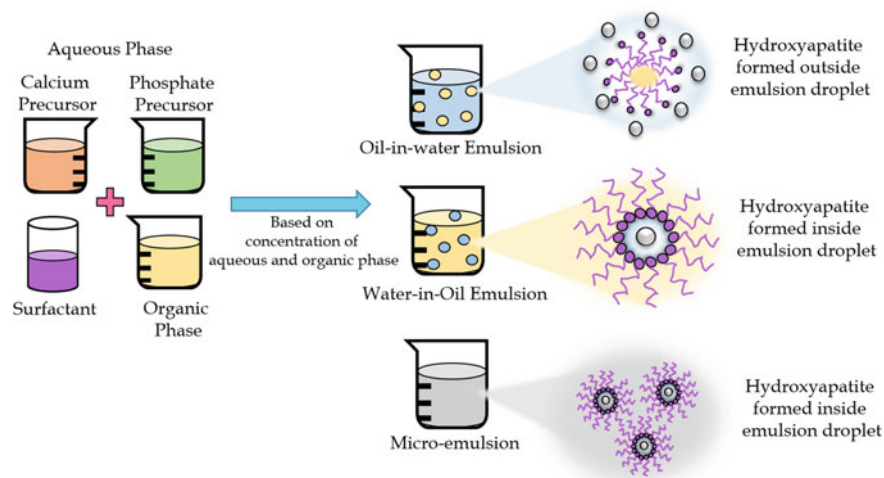 Aqueous Phase
Calcium
Precursor
Phosphate
Precursor
Surfactant
Organic
Phase
Based on
concentration of
aqueous and organic phase
Oil-in-water Emulsion
Hydroxyapatite
formed outside
emulsion droplet
Water-in-Oil Emulsion
Hydroxyapatite
formed inside
emulsion droplet
Micro-emulsion
Hydroxyapatite
formed inside
emulsion droplet